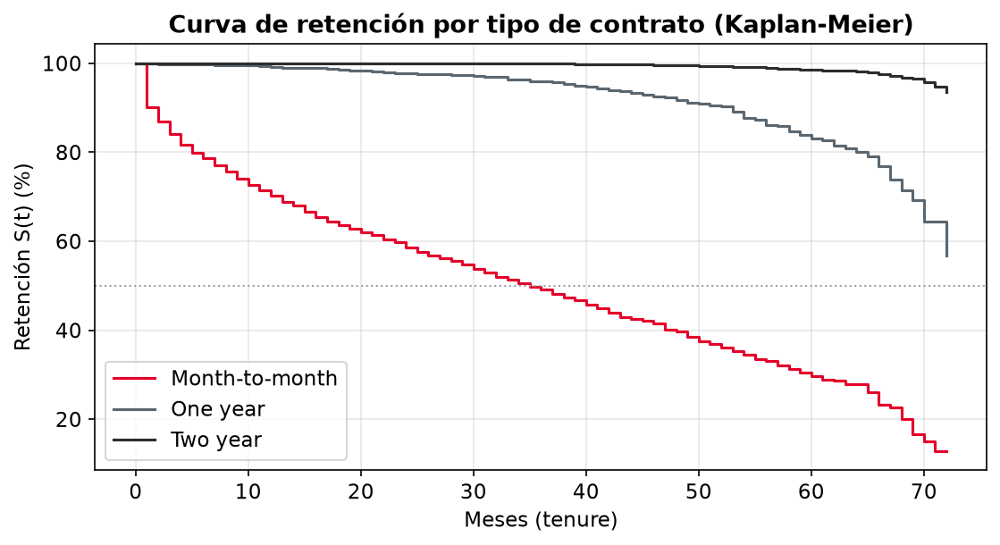 Curva de retención por tipo de contrato (Kaplan-Meier)
Retención S(t) (%)
100
80
60
40
20
Month-to-month
One year
Two year
0 10 20 30 40 50 60 70
Meses (tenure)